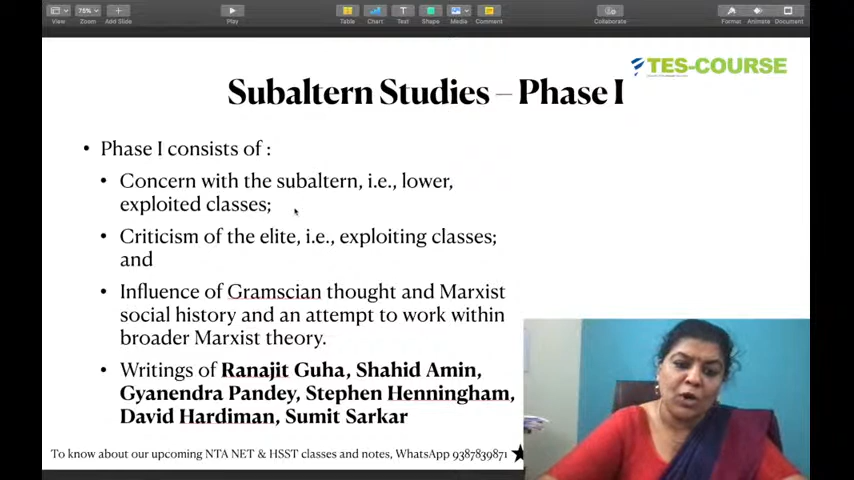 View Zoom Add Slide Play Table Chart Text Shape Media Comment Collaborate Format Animate Document
75%
TES-COURSE
Subaltern Studies – Phase I
• Phase I consists of :
• Concern with the subaltern, i.e., lower,
exploited classes;
• Criticism of the elite, i.e., exploiting classes;
and
• Influence of Gramscian thought and Marxist
social history and an attempt to work within
broader Marxist theory.
• Writings of Ranajit Guha, Shahid Amin,
Gyanendra Pandey, Stephen Henningham,
David Hardiman, Sumit Sarkar
To know about our upcoming NTA NET & HSST classes and notes, WhatsApp 9387839871